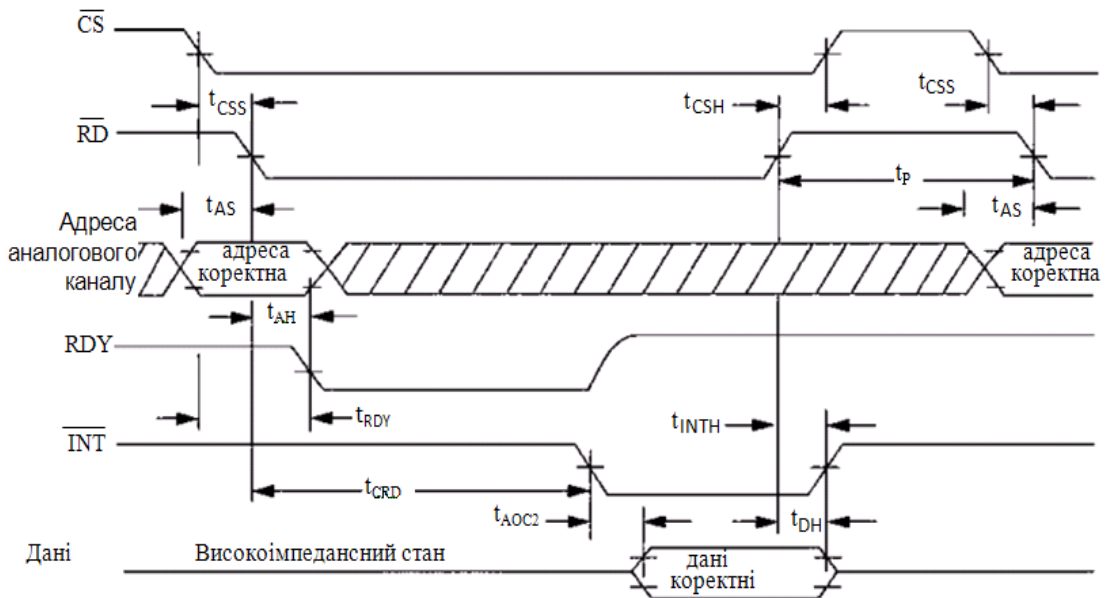 CS
tCSS
tCSH
tCSS
RD
tP
tAS
tAS
Адреса
аналогового
каналу
адреса
коректна
адреса
коректна
tAH
RDY
tRDY
tINTH
INT
tCRD
tAOC2
tDH
Дані
Високоімпедансний стан
дані
коректні